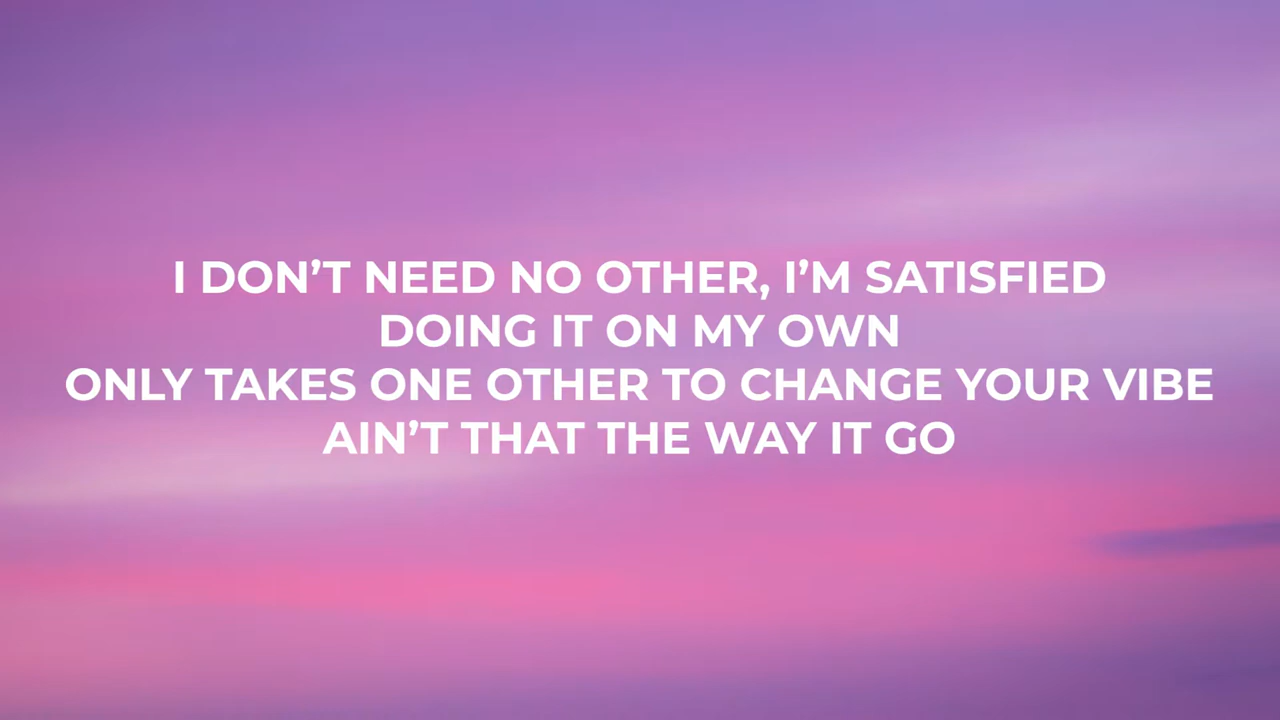 I DON’T NEED NO OTHER, I’M SATISFIED
DOING IT ON MY OWN
ONLY TAKES ONE OTHER TO CHANGE YOUR VIBE
AIN’T THAT THE WAY IT GO